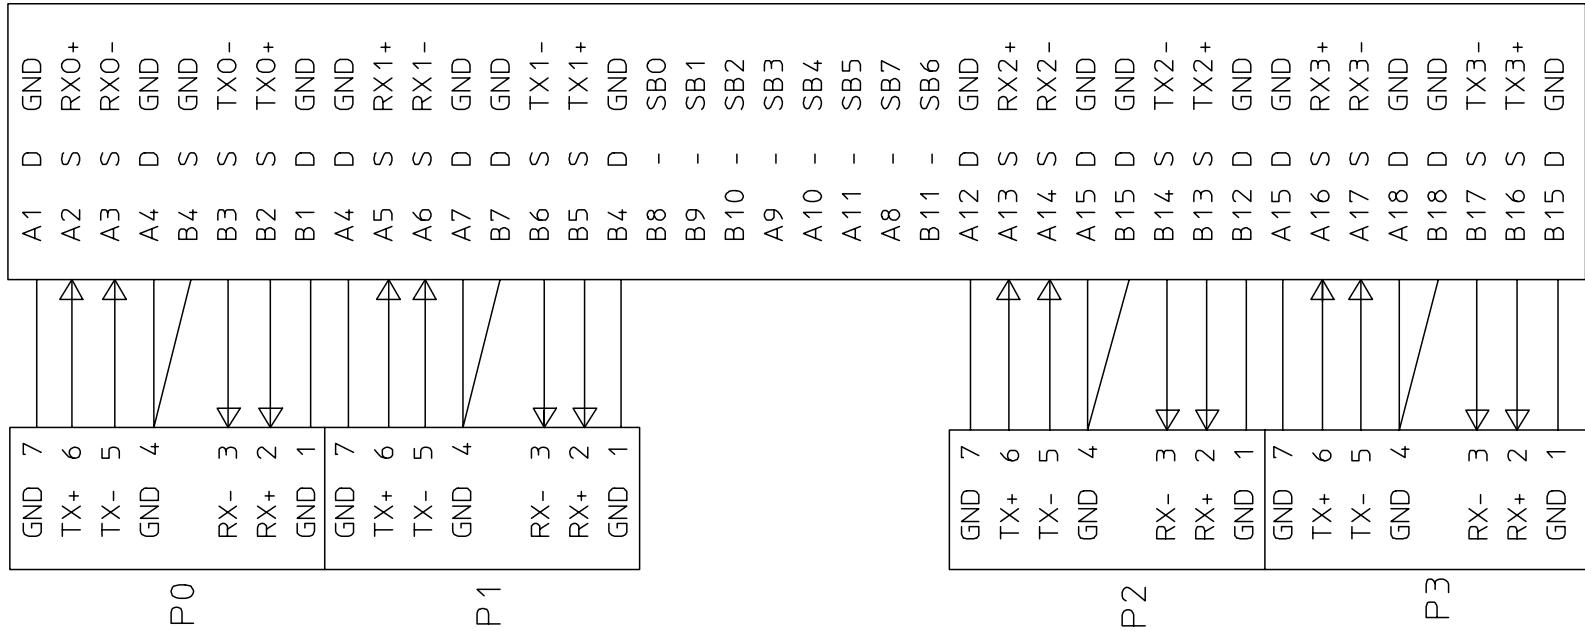 A1 D GND
A2 S RX0+
A3 S RX0-
A4 D GND
B4 S GND
B3 S TX0-
B2 S TX0+
B1 D GND
A4 D GND
A5 S RX1+
A6 S RX1-
A7 D GND
B7 D GND
B6 S TX1-
B5 S TX1+
B4 D GND
B8 - SB0
B9 - SB1
B10 - SB2
A9 - SB3
A10 - SB4
A11 - SB5
A8 - SB7
B11 - SB6
A12 D GND
A13 S RX2+
A14 S RX2-
A15 D GND
B15 D GND
B14 S TX2-
B13 S TX2+
B12 D GND
A15 D GND
A16 S RX3+
A17 S RX3-
A18 D GND
B18 D GND
B17 S TX3-
B16 S TX3+
B15 D GND
GND 7
TX+ 6
TX- 5
GND 4
RX- 3
RX+ 2
GND 1
P0
GND 7
TX+ 6
TX- 5
GND 4
RX- 3
RX+ 2
GND 1
P1
GND 7
TX+ 6
TX- 5
GND 4
RX- 3
RX+ 2
GND 1
P2
GND 7
TX+ 6
TX- 5
GND 4
RX- 3
RX+ 2
GND 1
P3